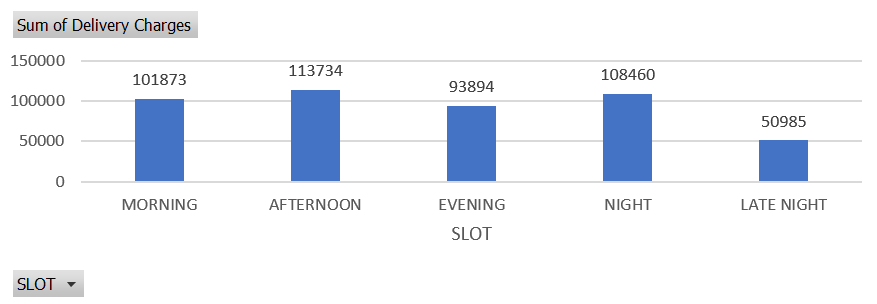 Sum of Delivery Charges
150000
100000
50000
0
101873
113734
93894
108460
50985
MORNING
AFTERNOON
EVENING
NIGHT
LATE NIGHT
SLOT
SLOT